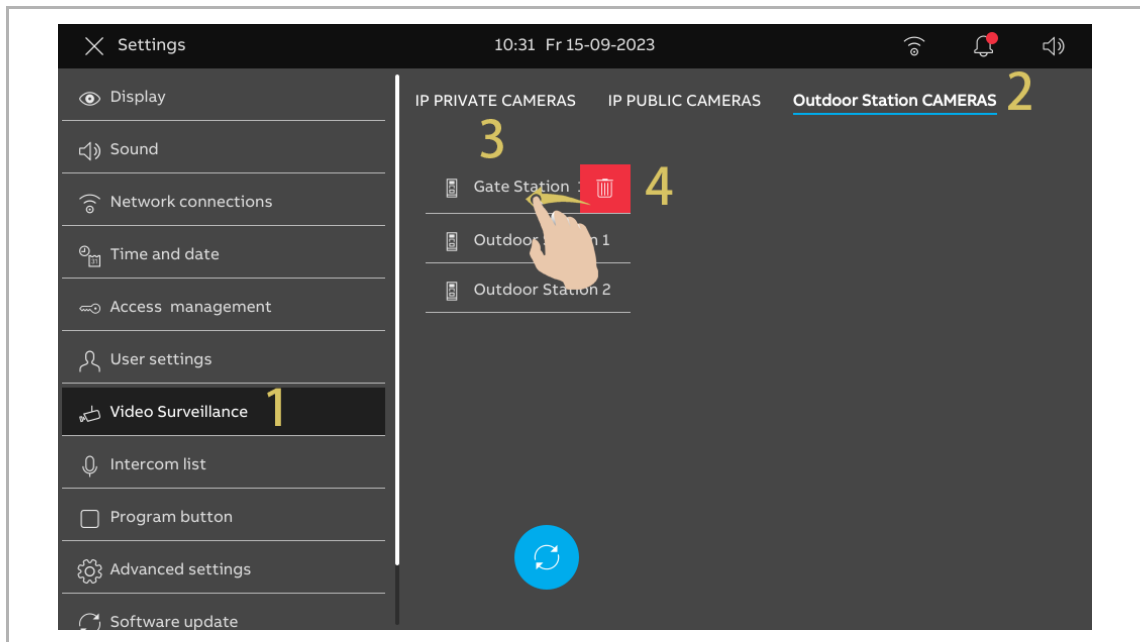 Settings
10:31 Fr 15-09-2023
Display
Sound
Network connections
Time and date
Access management
User settings
Video Surveillance 1
Intercom list
Program button
Advanced settings
Software update
IP PRIVATE CAMERAS IP PUBLIC CAMERAS Outdoor Station CAMERAS 2
3
Gate Station 4
Outdoor 1
Outdoor Station 2